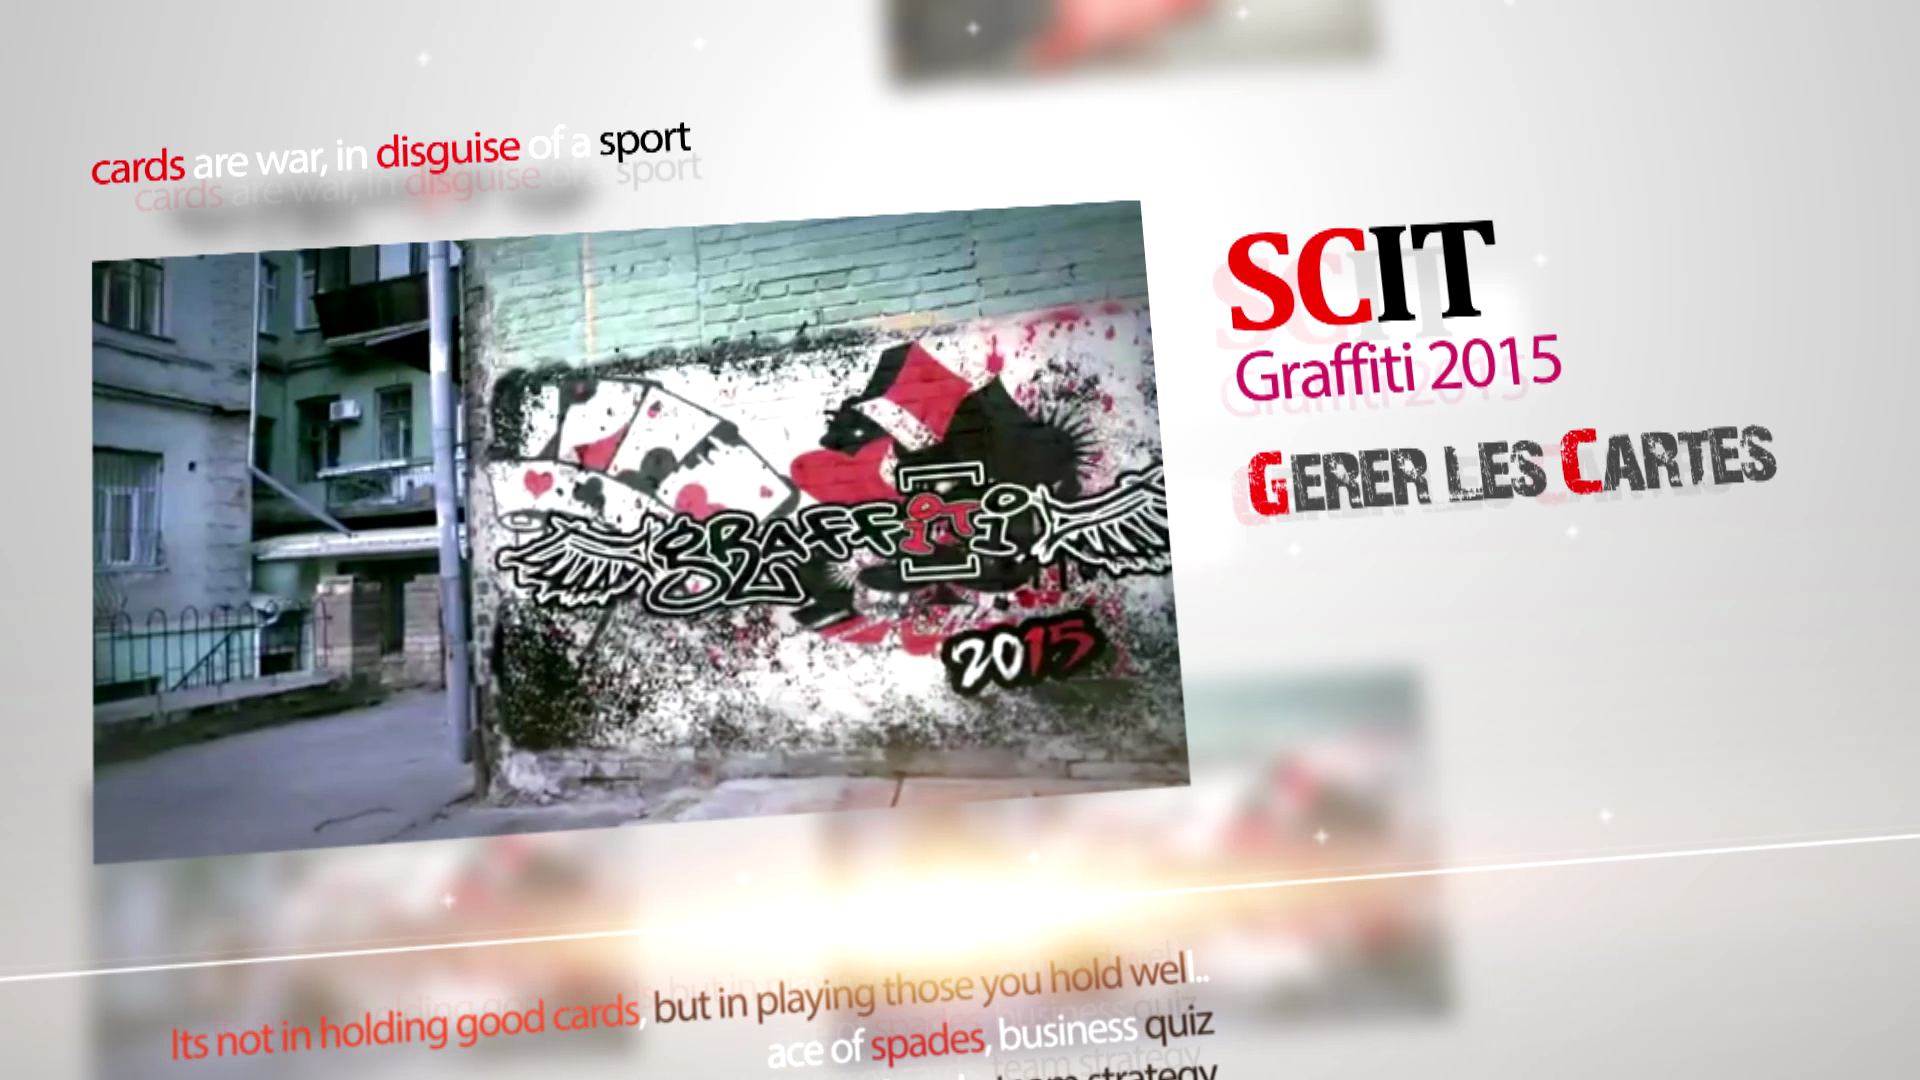 cards are war, in disguise of a sport
SCIT
Graffiti 2015
GERER LES CARTES
GRAFFiTi
2015
Its not in holding good cards, but in playing those you hold well..
ace of spades, business quiz
team strategy